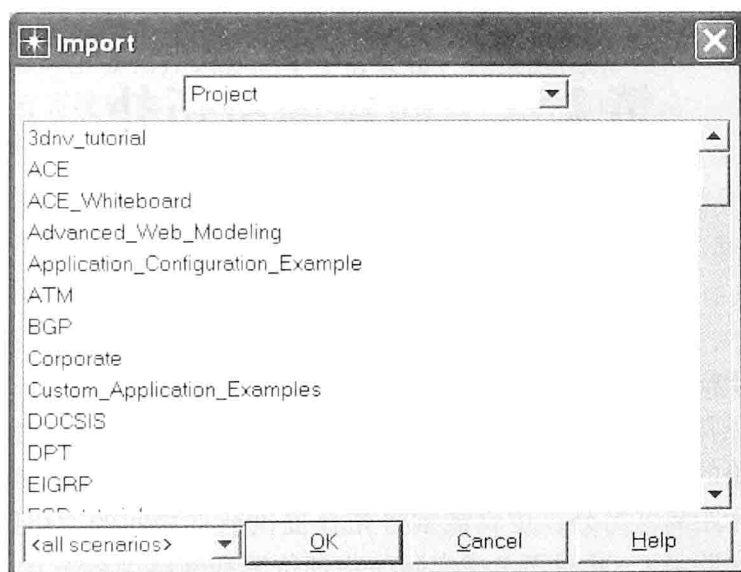 Import
Project
3dnv_tutorial
ACE
ACE_Whiteboard
Advanced_Web_Modeling
Application_Configuration_Example
ATM
BGP
Corporate
Custom_Application_Examples
DOCSIS
DPT
EIGRP
<all scenarios>
OK
Cancel
Help